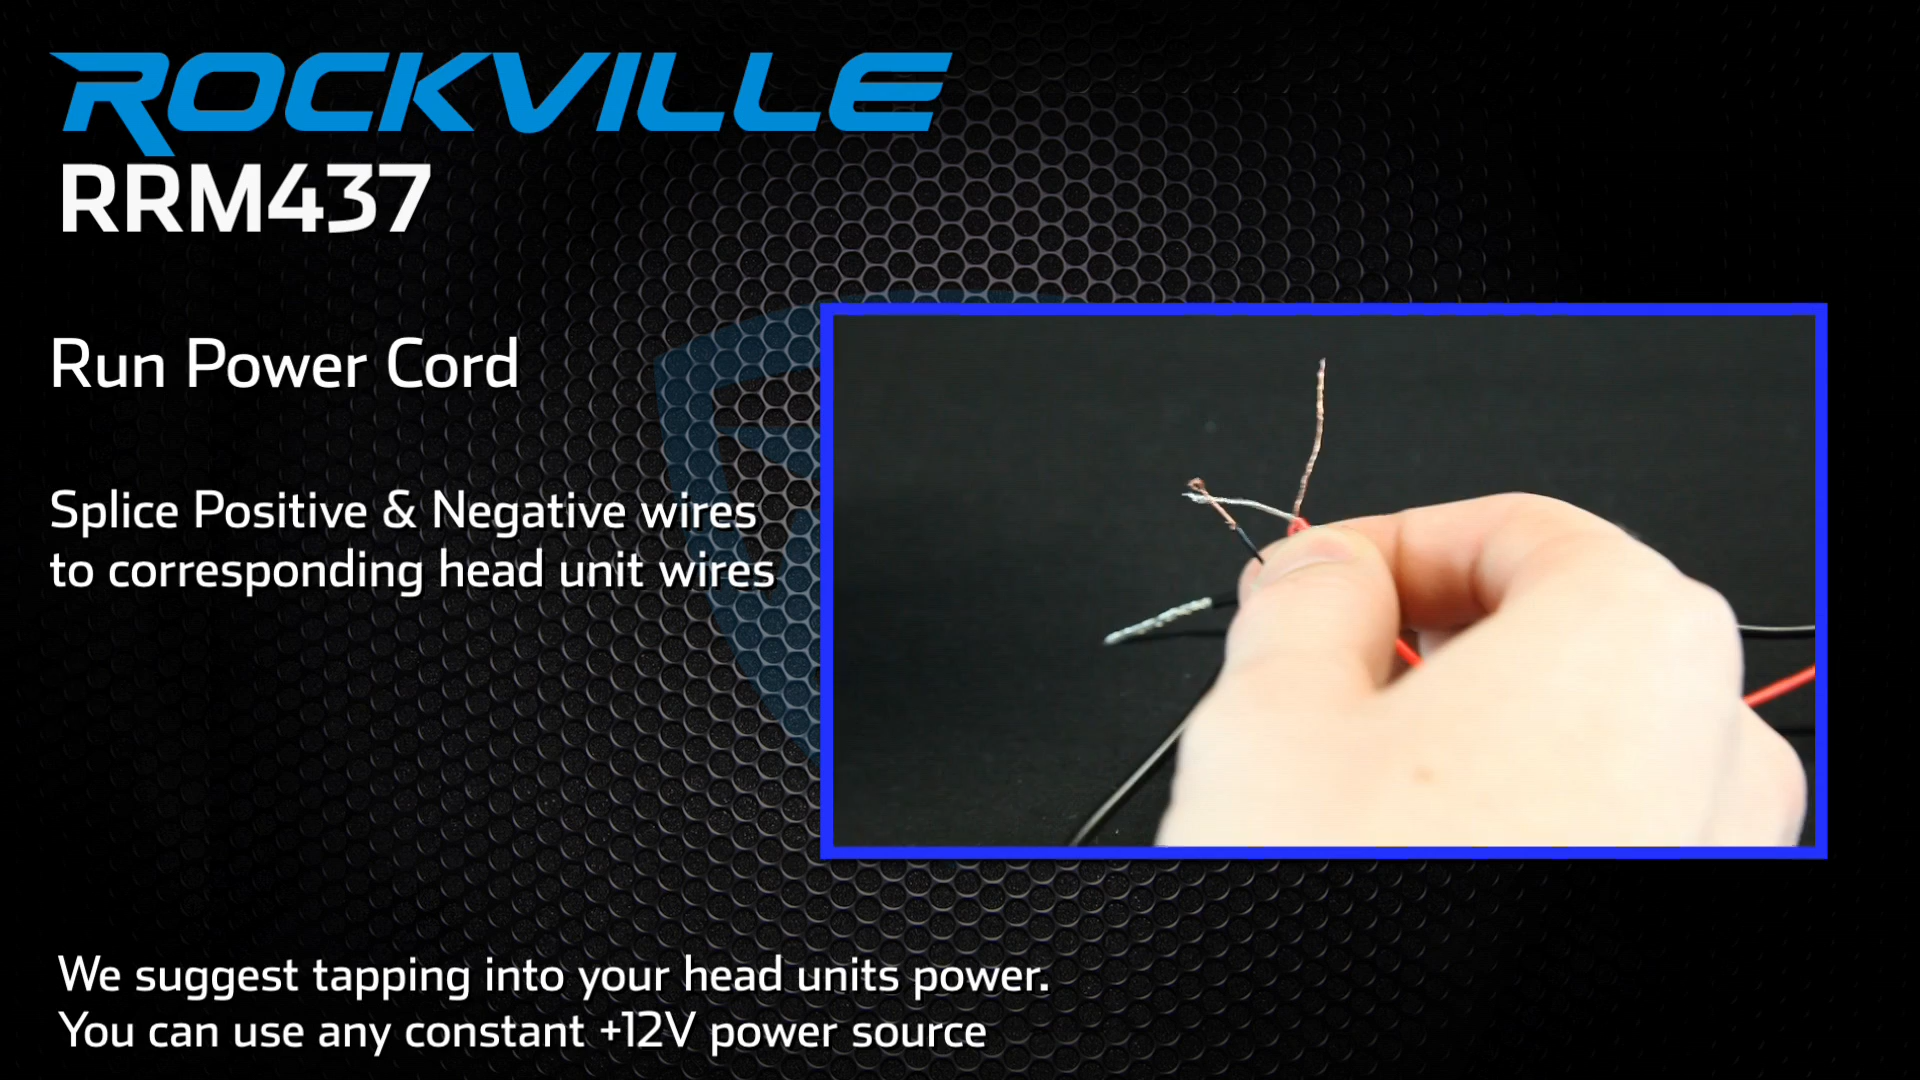 ROCKVILLE
RRM437
Run Power Cord
Splice Positive & Negative wires
to corresponding head unit wires
We suggest tapping into your head units power.
You can use any constant +12V power source